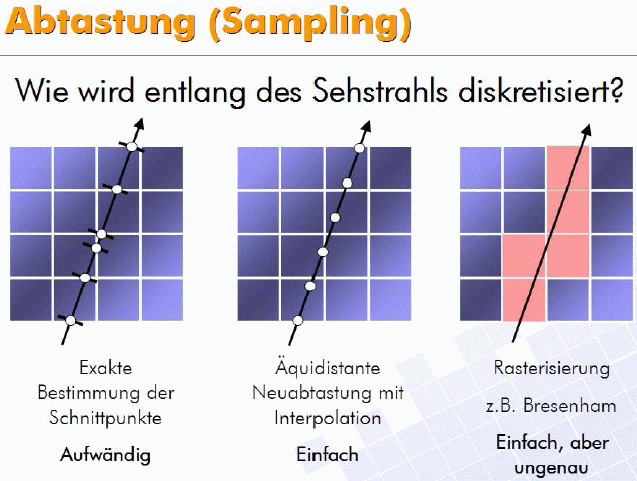 Abtastung (Sampling)
Wie wird entlang des Sehstrahls diskretisiert?
Exakte
Bestimmung der
Schnittpunkte
Aufwändig
Äquidistante
Neuabtastung mit
Interpolation
Einfach
Rasterisierung
z.B. Bresenham
Einfach, aber
ungenau